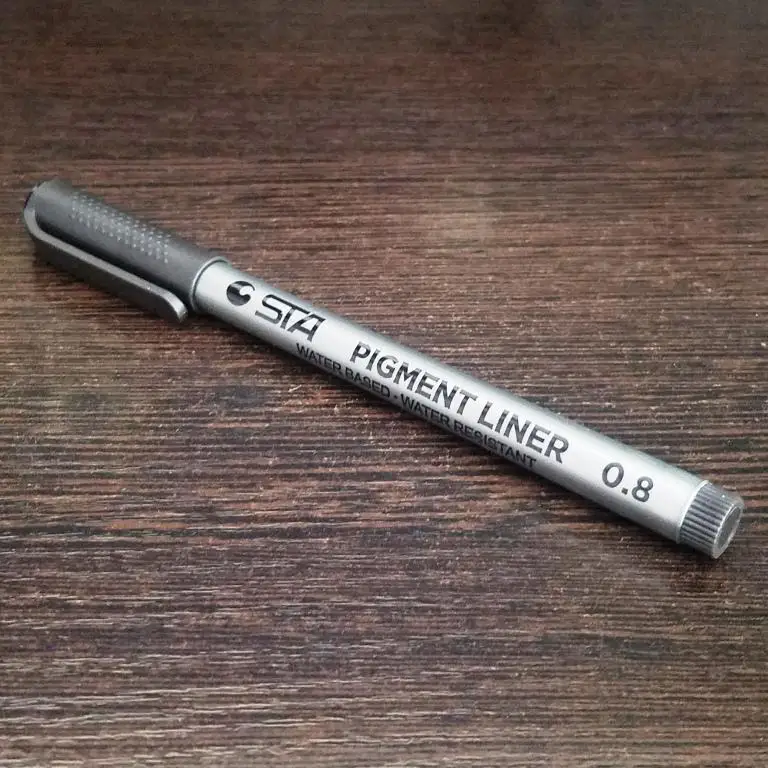 STA PIGMENT LINER 0.8
WATER BASED • WATER RESISTANT